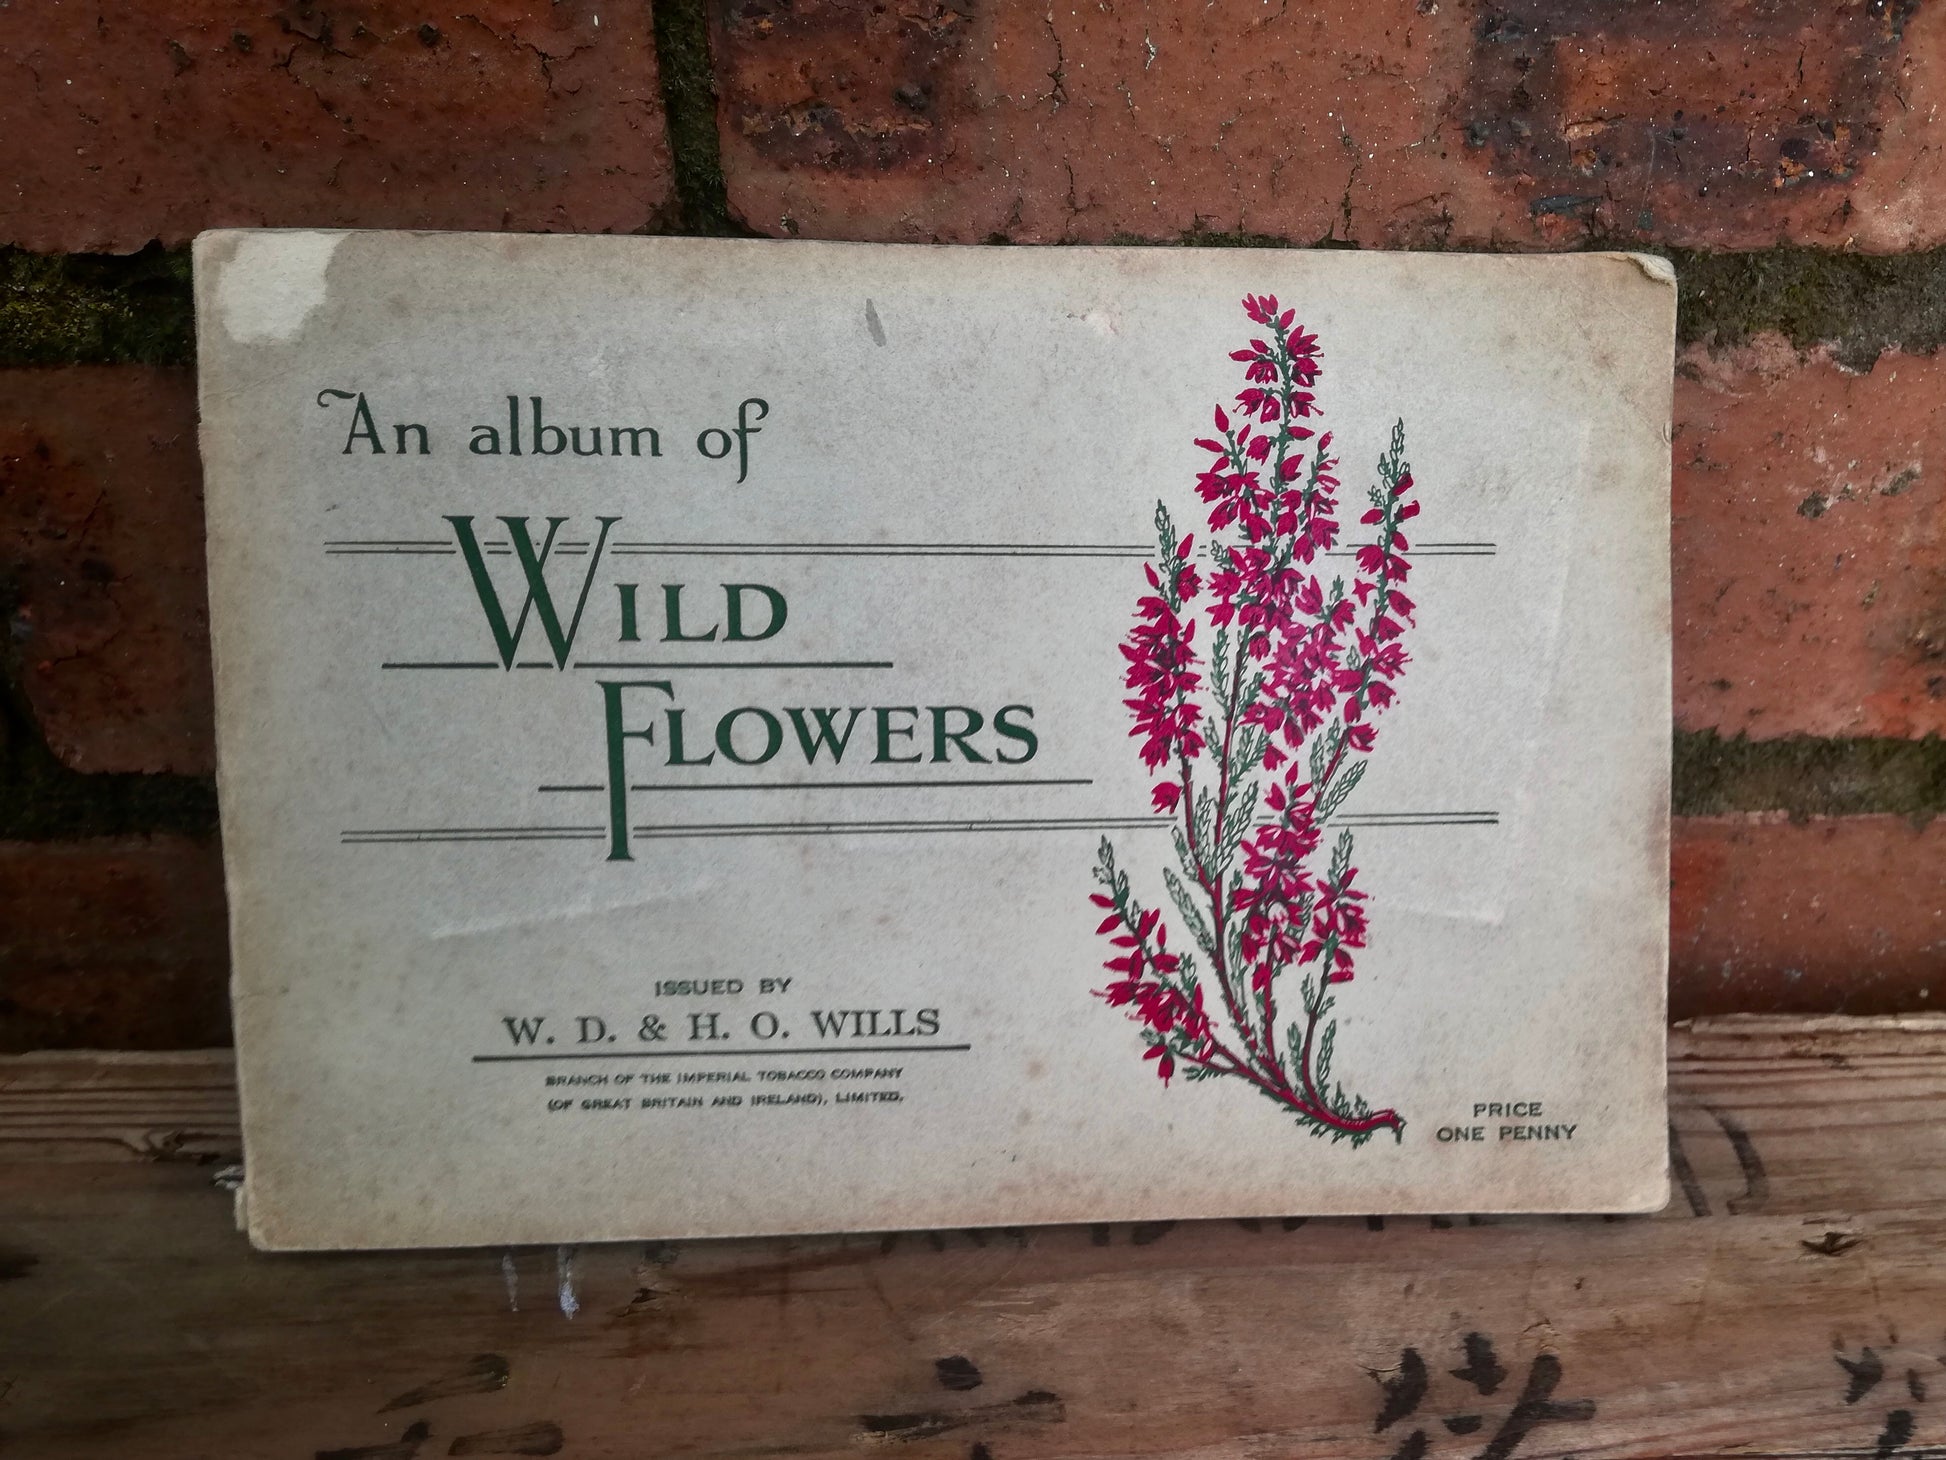 An album of
WILD
FLOWERS
ISSUED BY
W. D. & H. O. WILLS
BRANCH OF THE IMPERIAL TOBACCO COMPANY
(OF GREAT BRITAIN AND IRELAND), LIMITED.
PRICE
ONE PENNY